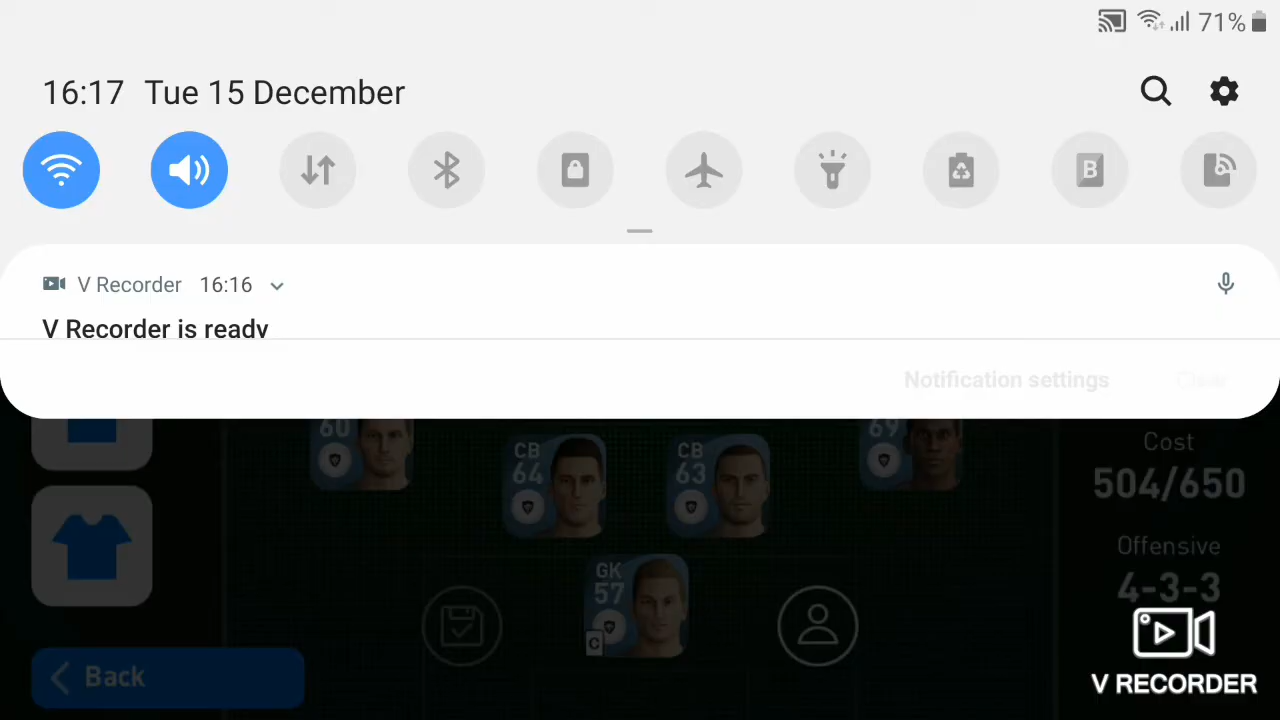 71%
16:17 Tue 15 December
B
V Recorder 16:16
V Recorder is ready
Notification settings Clear
60
69
CB
64
CB
63
Cost
504/650
Offensive
4-3-3
GK
57
C
Back
V RECORDER